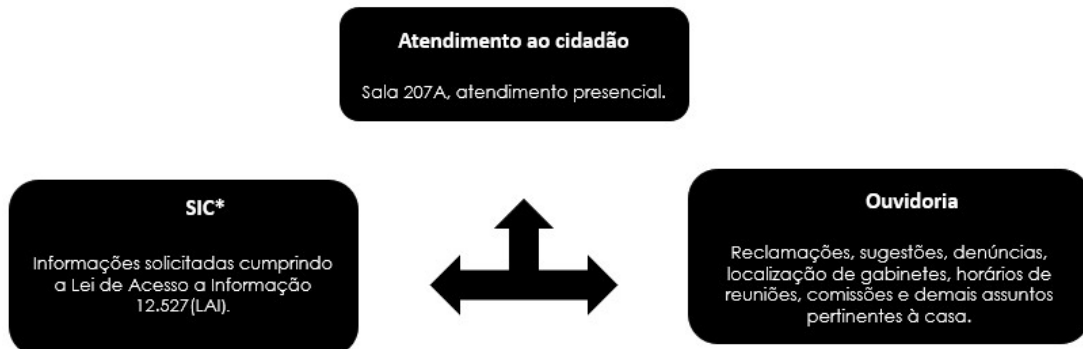 Atendimento ao cidadão
Sala 207A, atendimento presencial.
SIC*
Informações solicitadas cumprindo
a Lei de Acesso a Informação
12.527(LAI).
Ouvidoria
Reclamações, sugestões, denúncias,
localização de gabinetes, horários de
reuniões, comissões e demais assuntos
pertinentes à casa.